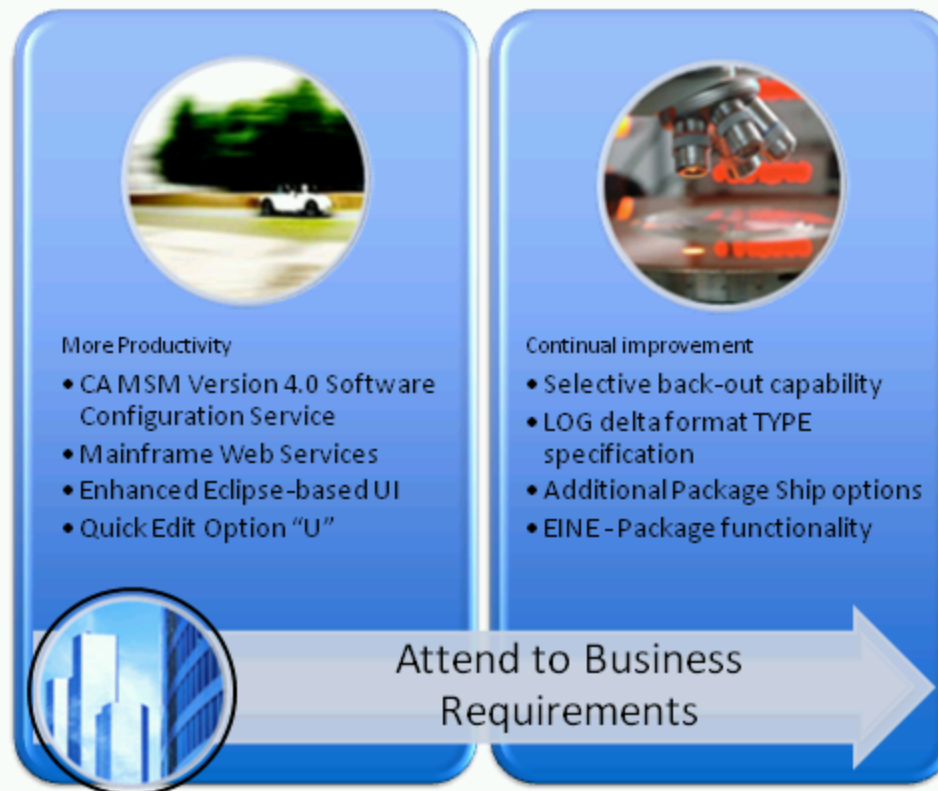 More Productivity
• CA MSM Version 4.0 Software
Configuration Service
• Mainframe Web Services
• Enhanced Eclipse-based UI
• Quick Edit Option “U”
Continual improvement
• Selective back-out capability
• LOG delta format TYPE
specification
• Additional Package Ship options
• EINE - Package functionality
Attend to Business
Requirements